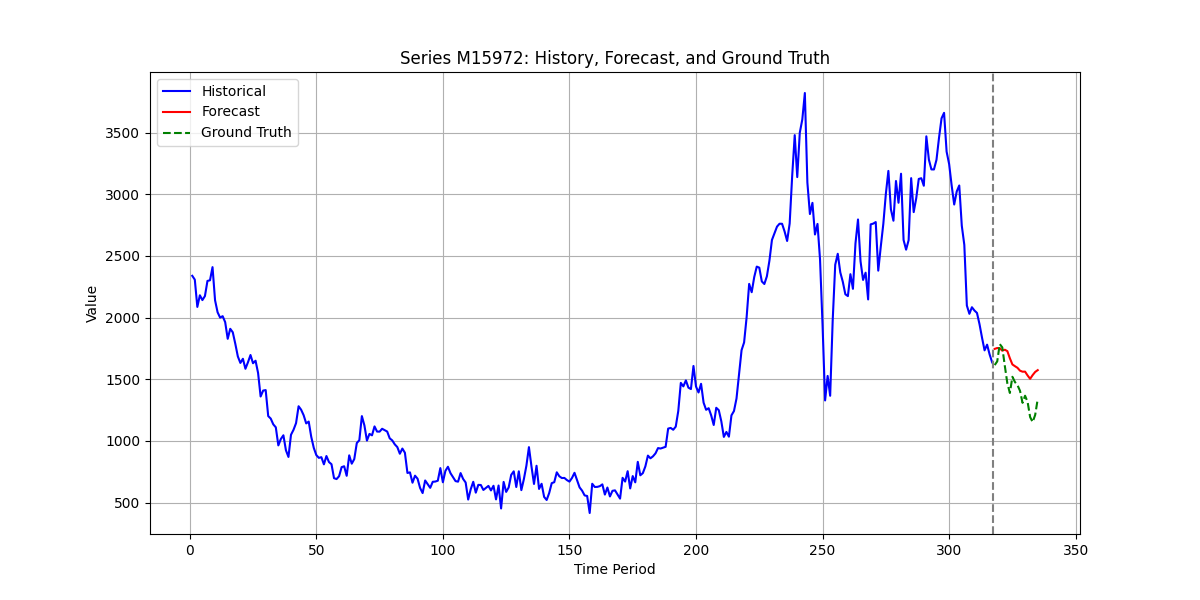 Series M15972: History, Forecast, and Ground Truth
Historical
Forecast
Ground Truth
3500
3000
2500
2000
1500
1000
500
Value
0 50 100 150 200 250 300 350
Time Period